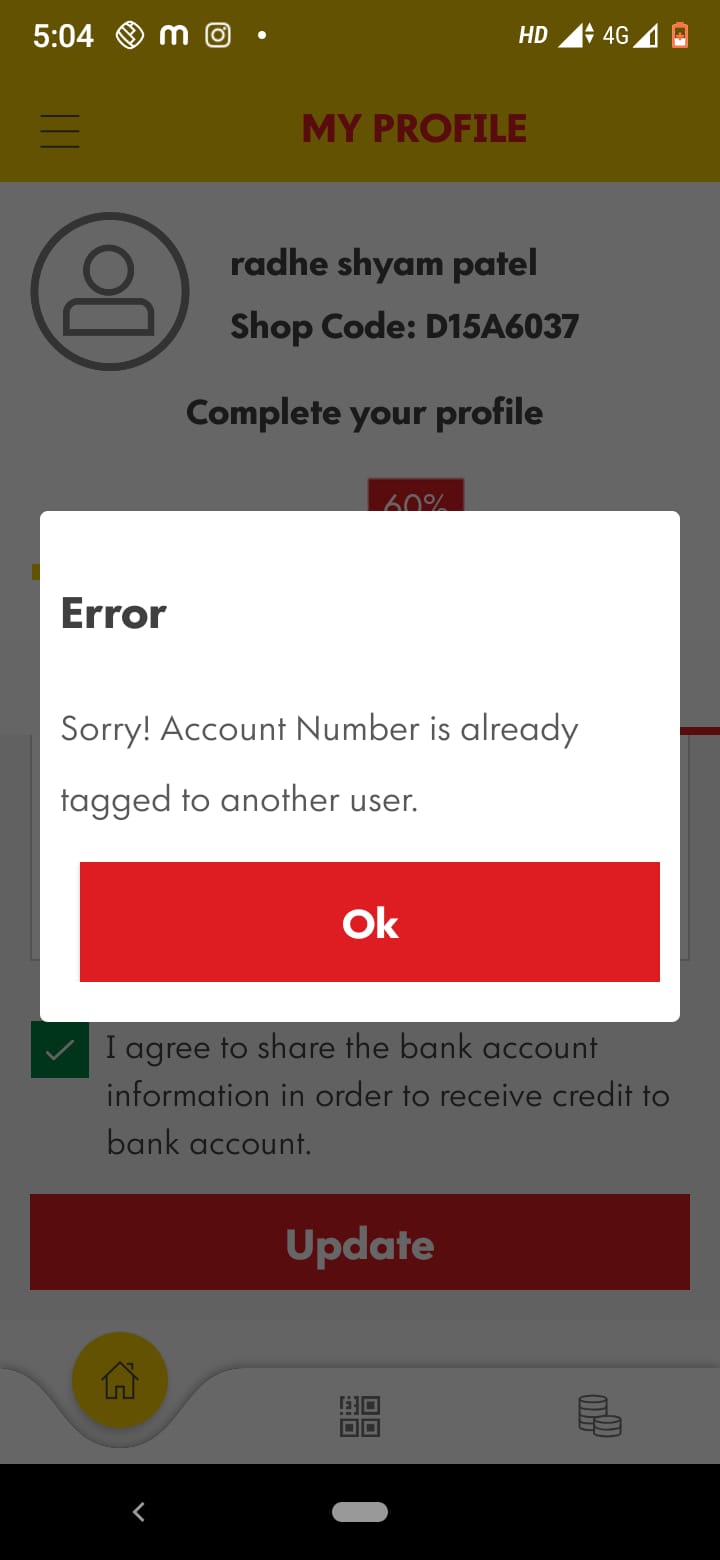 5:04
HD
4G
MY PROFILE
radhe shyam patel
Shop Code: D15A6037
Complete your profile
60%
Error
Sorry! Account Number is already
tagged to another user.
Ok
I agree to share the bank account
information in order to receive credit to
bank account.
Update